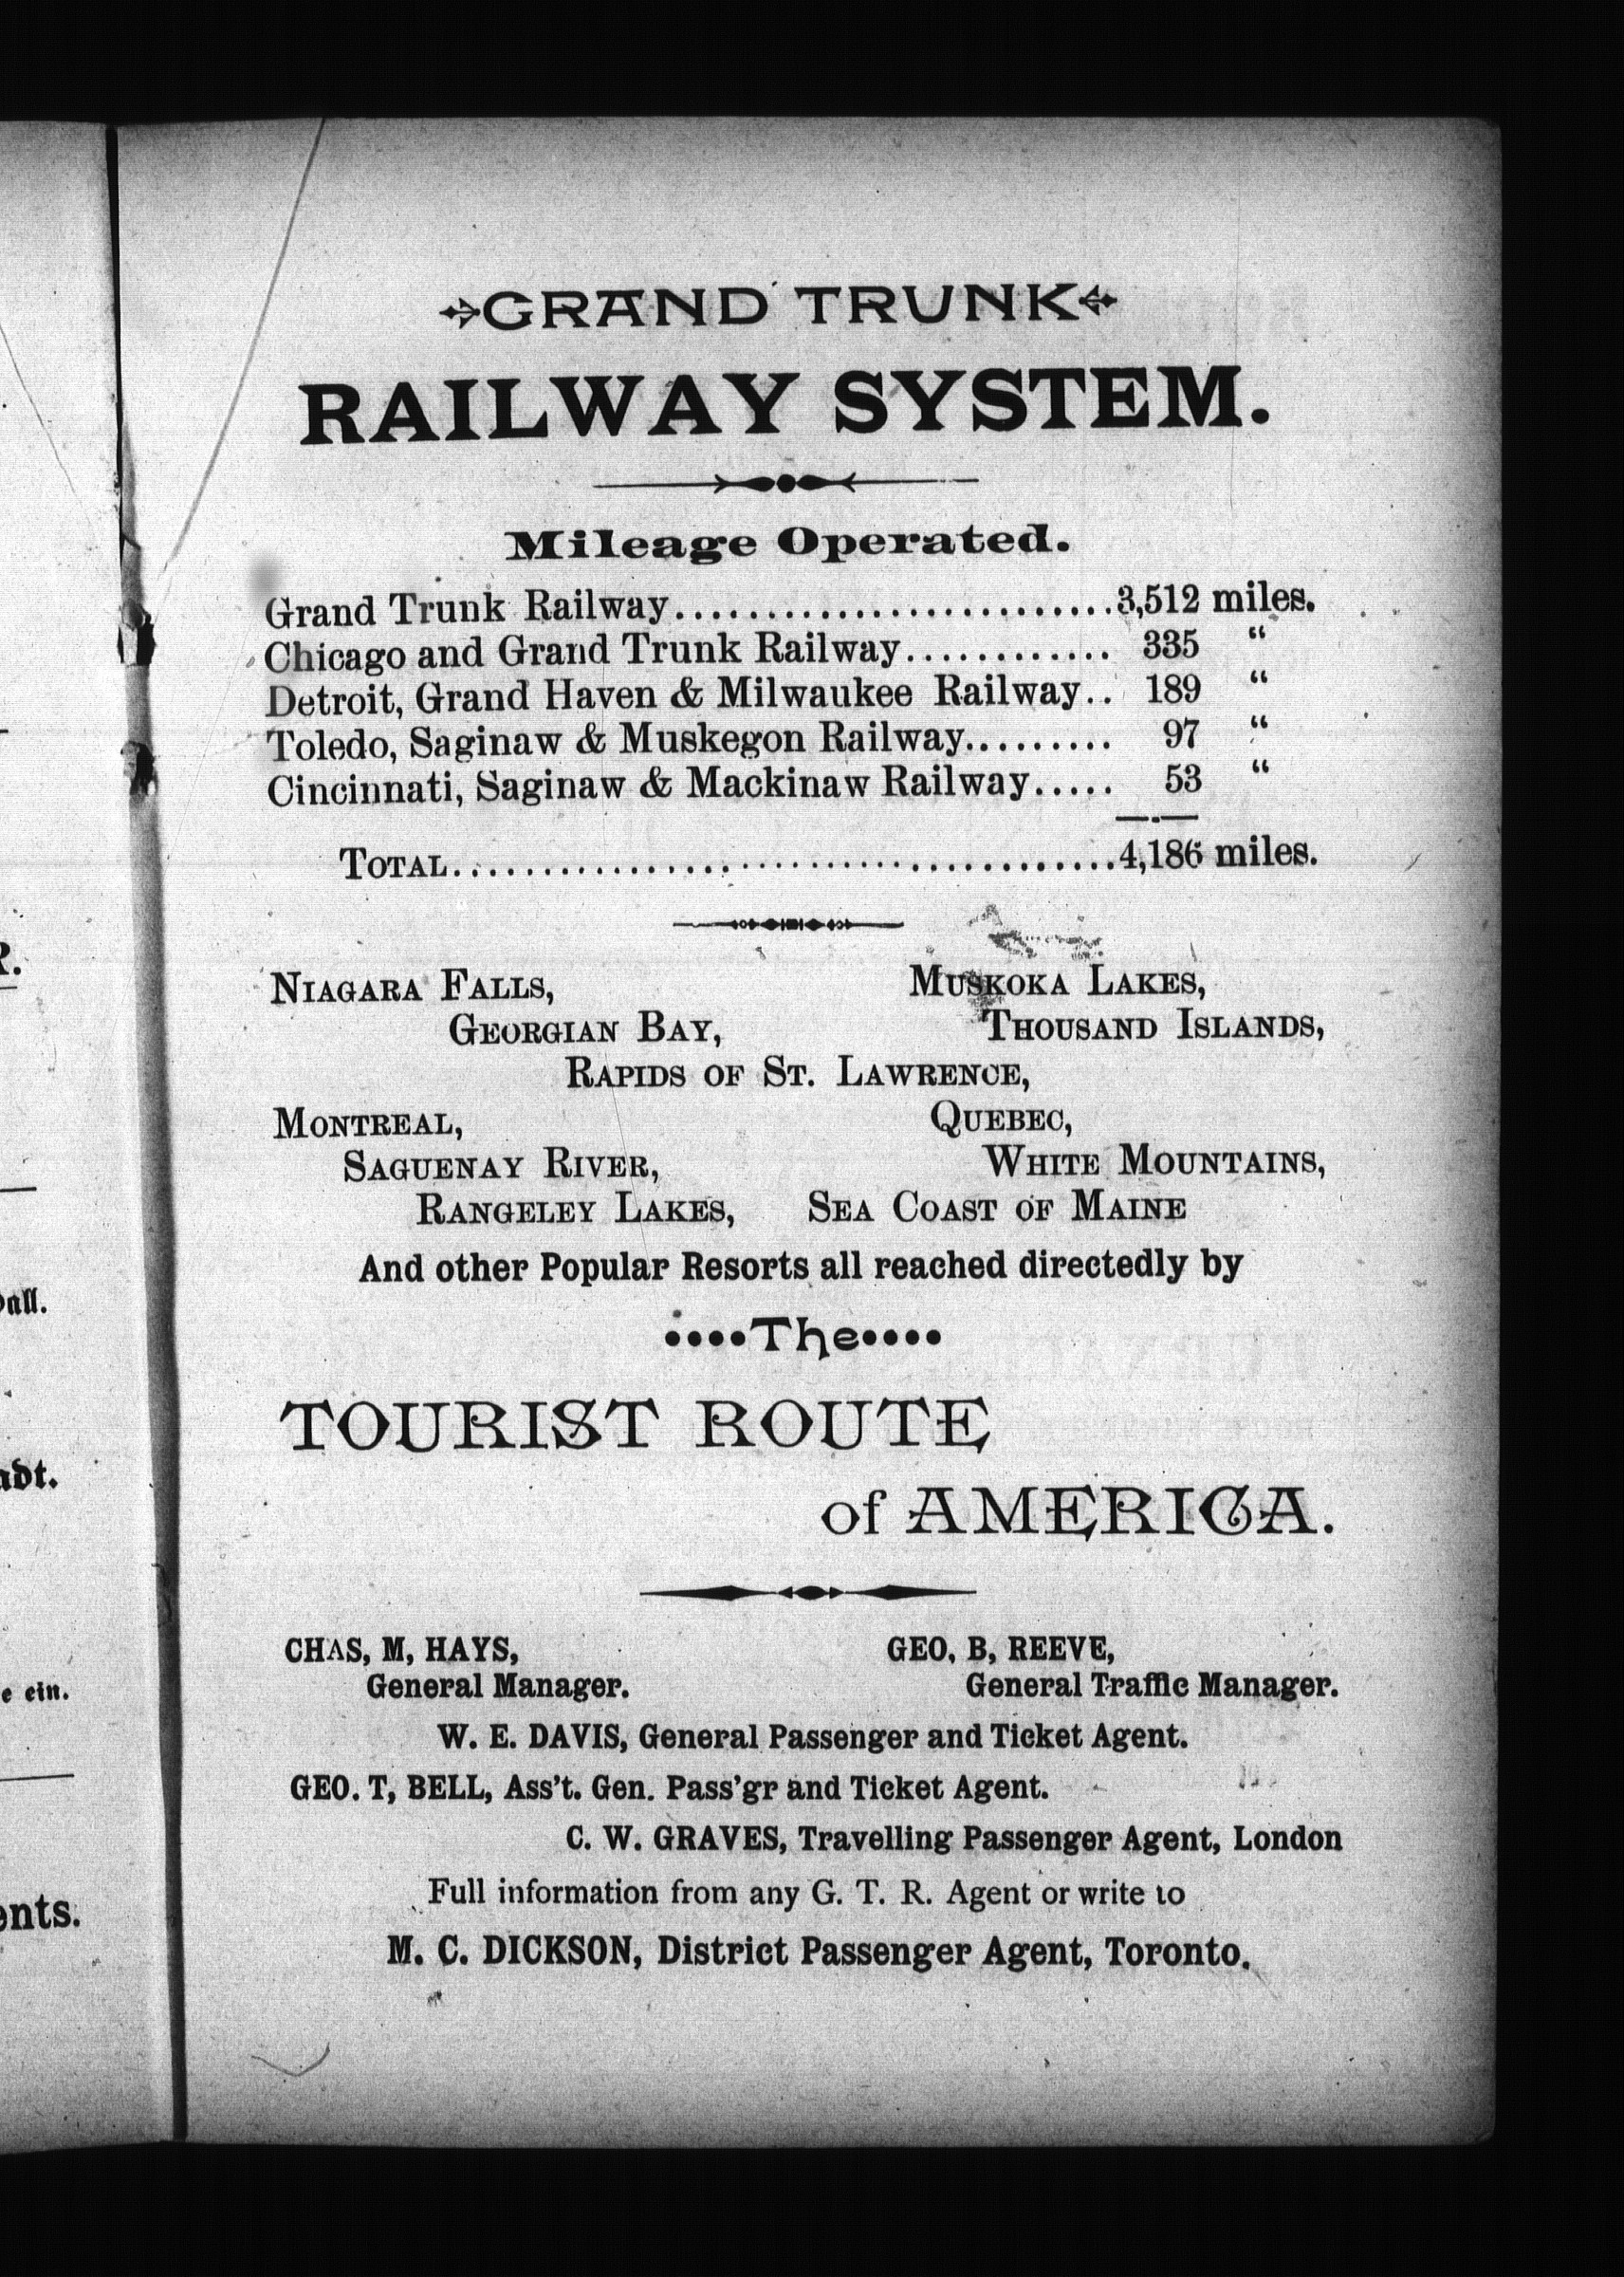 GRAND TRUNK
RAILWAY SYSTEM.
Mileage Operated.
Grand Trunk Railway..........................3,512 miles.
Chicago and Grand Trunk Railway............ 335 “
Detroit, Grand Haven & Milwaukee Railway.. 189 “
Toledo, Saginaw & Muskegon Railway......... 97 “
Cincinnati, Saginaw & Mackinaw Railway..... 53 “
TOTAL.......................................4,186 miles.
NIAGARA FALLS, MUSKOKA LAKES,
GEORGIAN BAY, THOUSAND ISLANDS,
RAPIDS OF ST. LAWRENCE,
MONTREAL, QUEBEC,
SAGUENAY RIVER, WHITE MOUNTAINS,
RANGELEY LAKES, SEA COAST OF MAINE
And other Popular Resorts all reached directedly by
••••The••••
TOURIST ROUTE
of AMERICA.
CHAS, M, HAYS, GEO, B, REEVE,
General Manager. General Traffic Manager.
W. E. DAVIS, General Passenger and Ticket Agent.
GEO. T, BELL, Ass't. Gen. Pass'gr and Ticket Agent.
C. W. GRAVES, Travelling Passenger Agent, London
Full information from any G. T. R. Agent or write to
M. C. DICKSON, District Passenger Agent, Toronto.